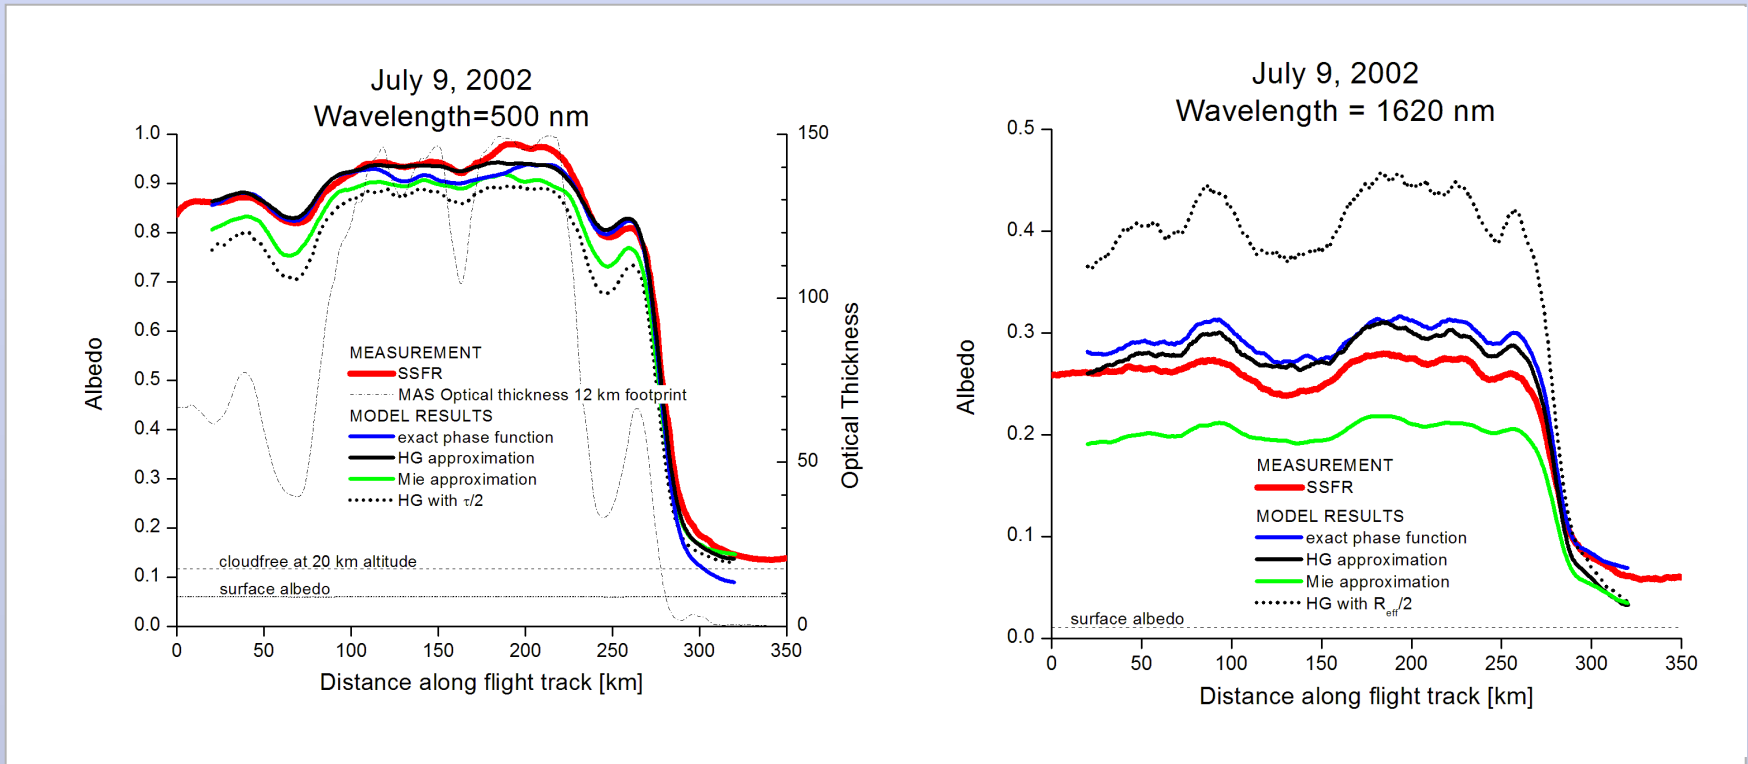 July 9, 2002
Wavelength=500 nm
1.0
0.9
0.8
0.7
0.6
0.5
0.4
0.3
0.2
0.1
0.0
Albedo
150
100
50
0
Optical Thickness
MEASUREMENT
SSFR
MAS Optical thickness 12 km footprint
MODEL RESULTS
exact phase function
HG approximation
Mie approximation
HG with τ/2
cloudfree at 20 km altitude
surface albedo
0 50 100 150 200 250 300 350
Distance along flight track [km]
July 9, 2002
Wavelength = 1620 nm
0.5
0.4
0.3
0.2
0.1
0.0
Albedo
MEASUREMENT
SSFR
MODEL RESULTS
exact phase function
HG approximation
Mie approximation
HG with Reff/2
surface albedo
0 50 100 150 200 250 300 350
Distance along flight track [km]